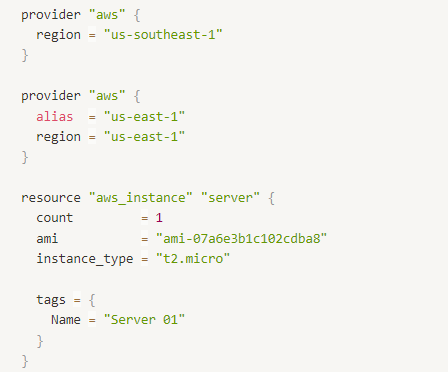 provider "aws" {
  region = "us-southeast-1"
}

provider "aws" {
  alias  = "us-east-1"
  region = "us-east-1"
}

resource "aws_instance" "server" {
  count         = 1
  ami           = "ami-07a6e3b1c102cdba8"
  instance_type = "t2.micro"

  tags = {
    Name = "Server 01"
  }
}